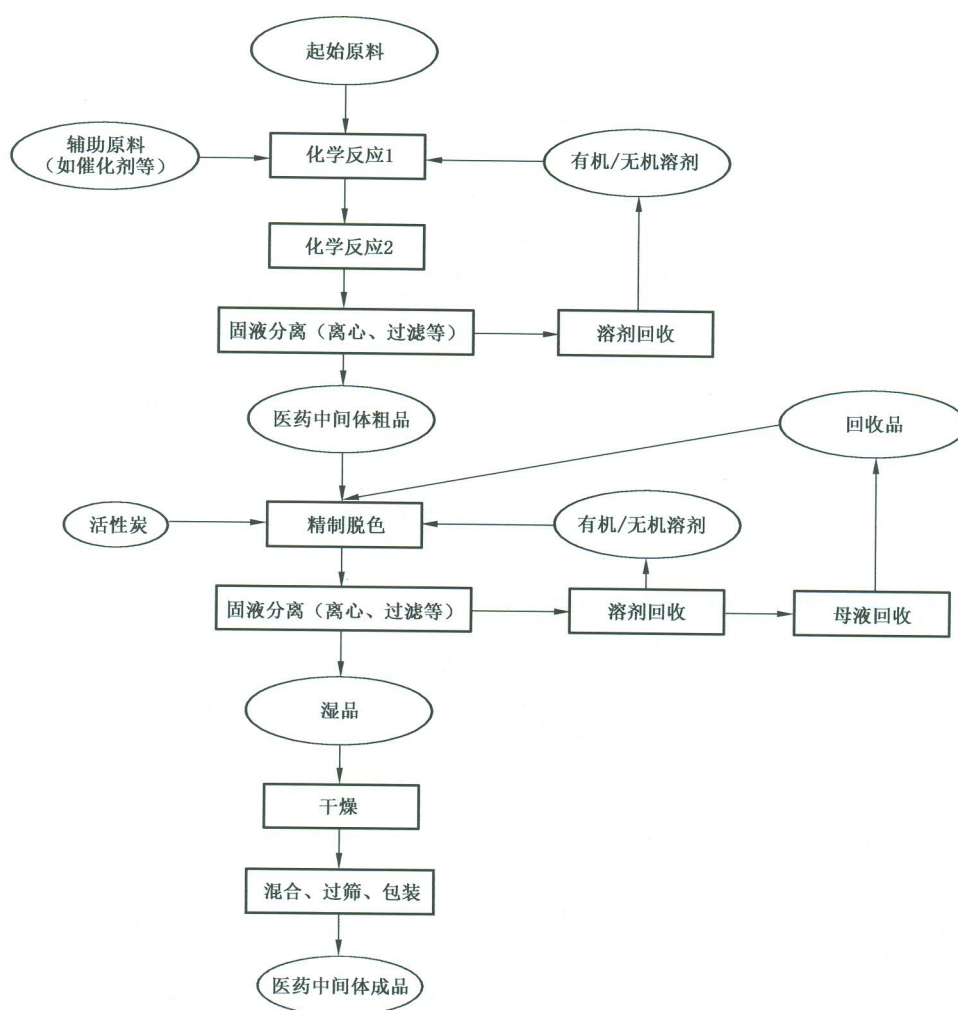 起始原料
辅助原料
（如催化剂等）
化学反应1
有机/无机溶剂
化学反应2
固液分离（离心、过滤等）
溶剂回收
医药中间体粗品
回收品
活性炭
精制脱色
有机/无机溶剂
固液分离（离心、过滤等）
溶剂回收
母液回收
湿品
干燥
混合、过筛、包装
医药中间体成品